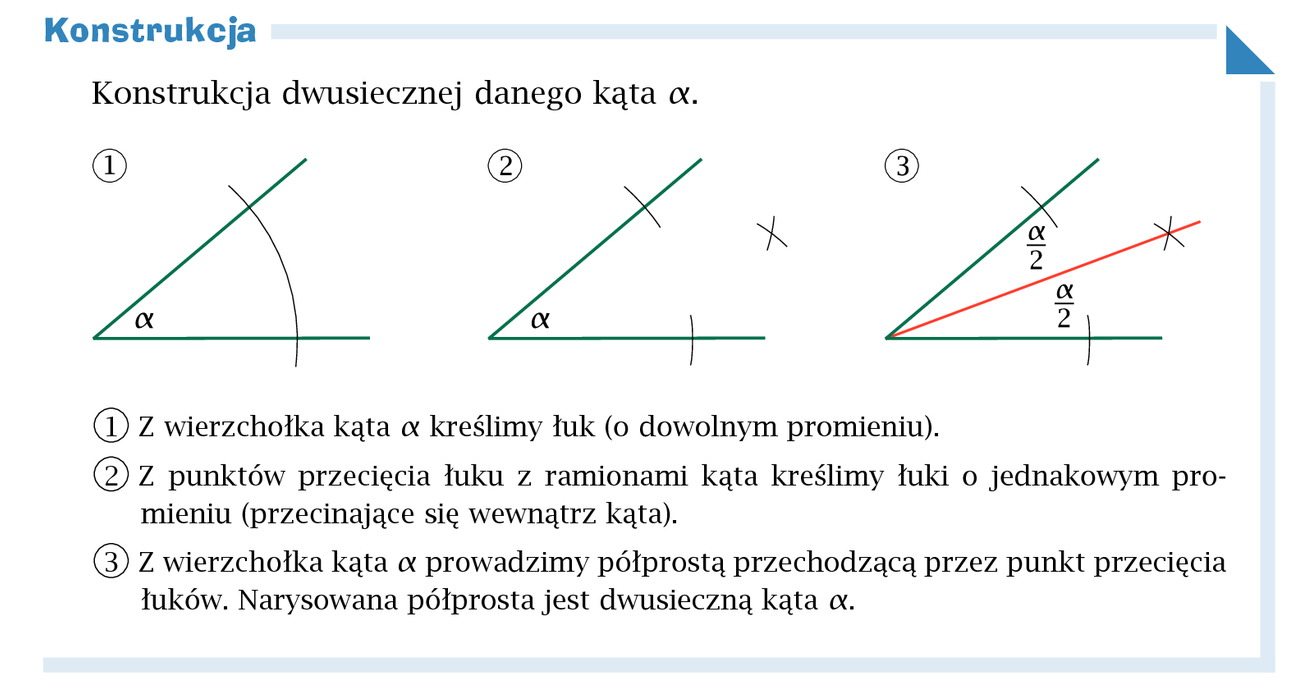 Konstrukcja
Konstrukcja dwusiecznej danego kąta α.
① ② ③
α α α/2 α/2
① Z wierzchołka kąta α kreślimy łuk (o dowolnym promieniu).
② Z punktów przecięcia łuku z ramionami kąta kreślimy łuki o jednakowym pro-
mieniu (przecinające się wewnątrz kąta).
③ Z wierzchołka kąta α prowadzimy półprostą przechodzącą przez punkt przecięcia
łuków. Narysowana półprosta jest dwusieczną kąta α.